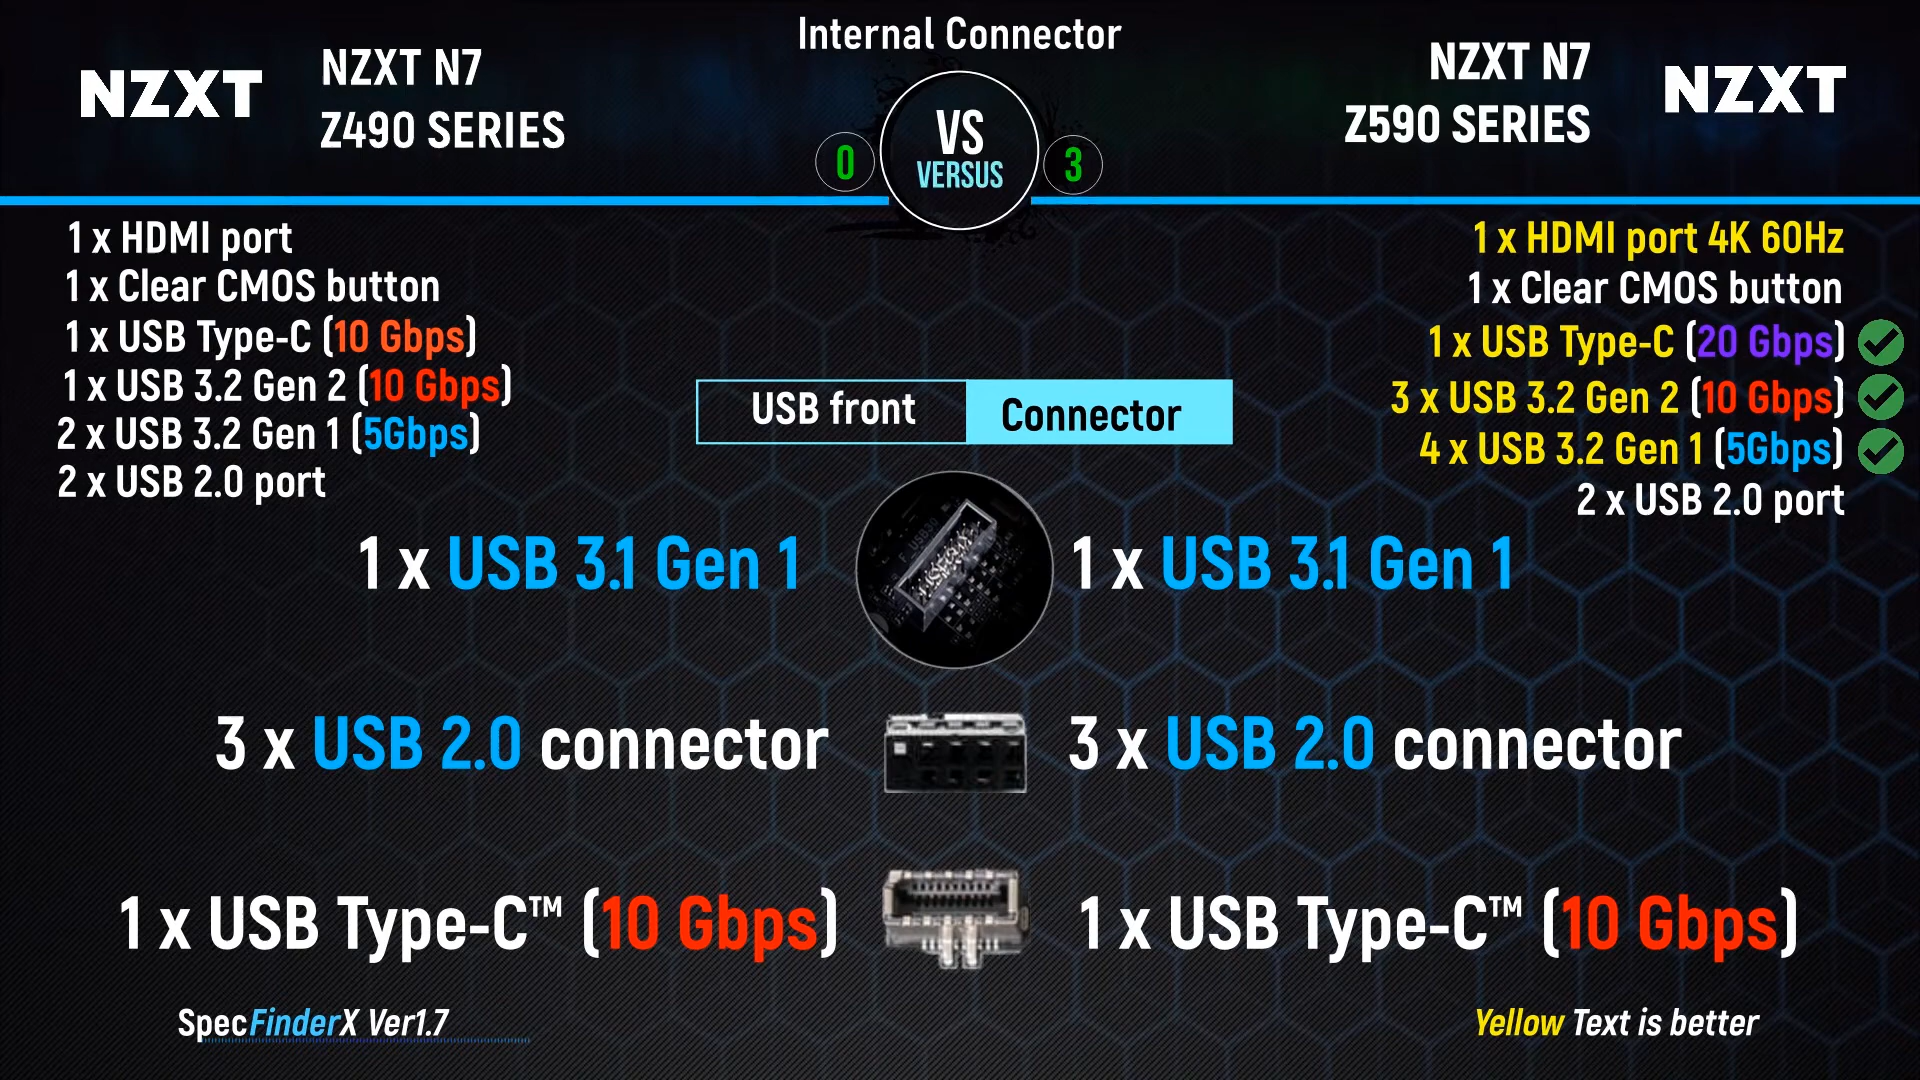 Internal Connector
NZXT
NZXT N7
Z490 SERIES
0
VS
VERSUS
3
NZXT N7
Z590 SERIES
NZXT
1 x HDMI port
1 x Clear CMOS button
1 x USB Type-C (10 Gbps)
1 x USB 3.2 Gen 2 (10 Gbps)
2 x USB 3.2 Gen 1 (5Gbps)
2 x USB 2.0 port
1 x HDMI port 4K 60Hz
1 x Clear CMOS button
1 x USB Type-C (20 Gbps)
3 x USB 3.2 Gen 2 (10 Gbps)
4 x USB 3.2 Gen 1 (5Gbps)
2 x USB 2.0 port
USB front Connector
1 x USB 3.1 Gen 1
1 x USB 3.1 Gen 1
3 x USB 2.0 connector
3 x USB 2.0 connector
1 x USB Type-C™ (10 Gbps)
1 x USB Type-C™ (10 Gbps)
SpecFinderX Ver1.7
Yellow Text is better